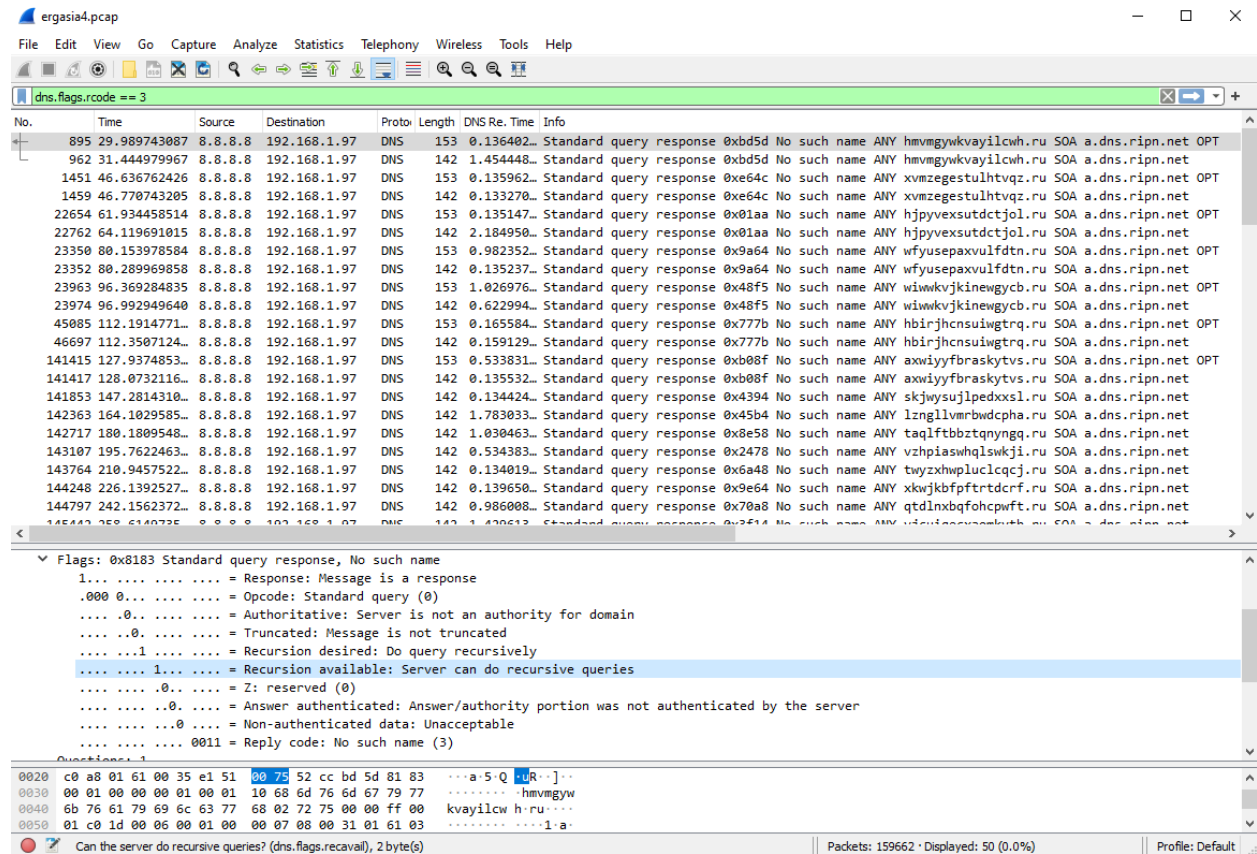 ergasia4.pcap
File Edit View Go Capture Analyze Statistics Telephony Wireless Tools Help
dns.flags.rcode == 3
No. Time Source Destination Proto Length DNS Re. Time Info
895 29.989743087 8.8.8.8 192.168.1.97 DNS 153 0.136402… Standard query response 0xbd5d No such name ANY hmvmgywkvayilcwh.ru SOA a.dns.ripn.net OPT
962 31.444979967 8.8.8.8 192.168.1.97 DNS 142 1.454448… Standard query response 0xbd5d No such name ANY hmvmgywkvayilcwh.ru SOA a.dns.ripn.net
1451 46.636762426 8.8.8.8 192.168.1.97 DNS 153 0.135962… Standard query response 0xe64c No such name ANY xvmzegestulhtvqz.ru SOA a.dns.ripn.net OPT
1459 46.770743205 8.8.8.8 192.168.1.97 DNS 142 0.133270… Standard query response 0xe64c No such name ANY xvmzegestulhtvqz.ru SOA a.dns.ripn.net
22654 61.934458514 8.8.8.8 192.168.1.97 DNS 153 0.135147… Standard query response 0x01aa No such name ANY hjpyvexsutdctjol.ru SOA a.dns.ripn.net OPT
22762 64.119691015 8.8.8.8 192.168.1.97 DNS 142 2.184950… Standard query response 0x01aa No such name ANY hjpyvexsutdctjol.ru SOA a.dns.ripn.net
23350 80.153978584 8.8.8.8 192.168.1.97 DNS 153 0.982352… Standard query response 0x9a64 No such name ANY wfyusepaxvulfdtn.ru SOA a.dns.ripn.net OPT
23352 80.289969858 8.8.8.8 192.168.1.97 DNS 142 0.135237… Standard query response 0x9a64 No such name ANY wfyusepaxvulfdtn.ru SOA a.dns.ripn.net
23963 96.369284835 8.8.8.8 192.168.1.97 DNS 153 1.026976… Standard query response 0x48f5 No such name ANY wiwwkvjkinewgycb.ru SOA a.dns.ripn.net OPT
23974 96.992949640 8.8.8.8 192.168.1.97 DNS 142 0.622994… Standard query response 0x48f5 No such name ANY wiwwkvjkinewgycb.ru SOA a.dns.ripn.net
45085 112.1914771… 8.8.8.8 192.168.1.97 DNS 153 0.165584… Standard query response 0x777b No such name ANY hbirjhcnsuiwgtrq.ru SOA a.dns.ripn.net OPT
46697 112.3507124… 8.8.8.8 192.168.1.97 DNS 142 0.159129… Standard query response 0x777b No such name ANY hbirjhcnsuiwgtrq.ru SOA a.dns.ripn.net
141415 127.9374853… 8.8.8.8 192.168.1.97 DNS 153 0.533831… Standard query response 0xb08f No such name ANY axwiyyfbraskytvs.ru SOA a.dns.ripn.net OPT
141417 128.0732116… 8.8.8.8 192.168.1.97 DNS 142 0.135532… Standard query response 0xb08f No such name ANY axwiyyfbraskytvs.ru SOA a.dns.ripn.net
141853 147.2814310… 8.8.8.8 192.168.1.97 DNS 142 0.134424… Standard query response 0x4394 No such name ANY skjwysujlpedxxsl.ru SOA a.dns.ripn.net
142363 164.1029585… 8.8.8.8 192.168.1.97 DNS 142 1.783033… Standard query response 0x45b4 No such name ANY lzngllvmrbwdcpha.ru SOA a.dns.ripn.net
142717 180.1809548… 8.8.8.8 192.168.1.97 DNS 142 1.030463… Standard query response 0x8e58 No such name ANY taqlftbbztqnyngq.ru SOA a.dns.ripn.net
143107 195.7622463… 8.8.8.8 192.168.1.97 DNS 142 0.534383… Standard query response 0x2478 No such name ANY vzhpiaswhqlswkji.ru SOA a.dns.ripn.net
143764 210.9457522… 8.8.8.8 192.168.1.97 DNS 142 0.134019… Standard query response 0x6a48 No such name ANY twyzxhwpluclcqcj.ru SOA a.dns.ripn.net
144248 226.1392527… 8.8.8.8 192.168.1.97 DNS 142 0.139650… Standard query response 0x9e64 No such name ANY xkwjkbfpftrtdcrf.ru SOA a.dns.ripn.net
144797 242.1562372… 8.8.8.8 192.168.1.97 DNS 142 0.986008… Standard query response 0x70a8 No such name ANY qtdlnxbqfohcpwft.ru SOA a.dns.ripn.net
Flags: 0x8183 Standard query response, No such name
1... .... .... .... = Response: Message is a response
.000 0... .... .... = Opcode: Standard query (0)
.... .0.. .... .... = Authoritative: Server is not an authority for domain
.... ..0. .... .... = Truncated: Message is not truncated
.... ...1 .... .... = Recursion desired: Do query recursively
.... .... 1... .... = Recursion available: Server can do recursive queries
.... .... .0.. .... = Z: reserved (0)
.... .... ..0. .... = Answer authenticated: Answer/authority portion was not authenticated by the server
.... .... ...0 .... = Non-authenticated data: Unacceptable
.... .... .... 0011 = Reply code: No such name (3)
Questions: 1
0020 c0 a8 01 61 00 35 e1 51 00 75 52 cc bd 5d 81 83 ···a·5·Q ·uR··]··
0030 00 01 00 00 00 01 00 01 10 68 6d 76 6d 67 79 77 ········ ·hmvmgyw
0040 6b 76 61 79 69 6c 63 77 68 02 72 75 00 00 ff 00 kvayilcw h·ru····
0050 01 c0 1d 00 06 00 01 00 00 07 08 00 31 01 61 03 ········ ····1·a·
Can the server do recursive queries? (dns.flags.recavail), 2 byte(s) Packets: 159662 · Displayed: 50 (0.0%) Profile: Default